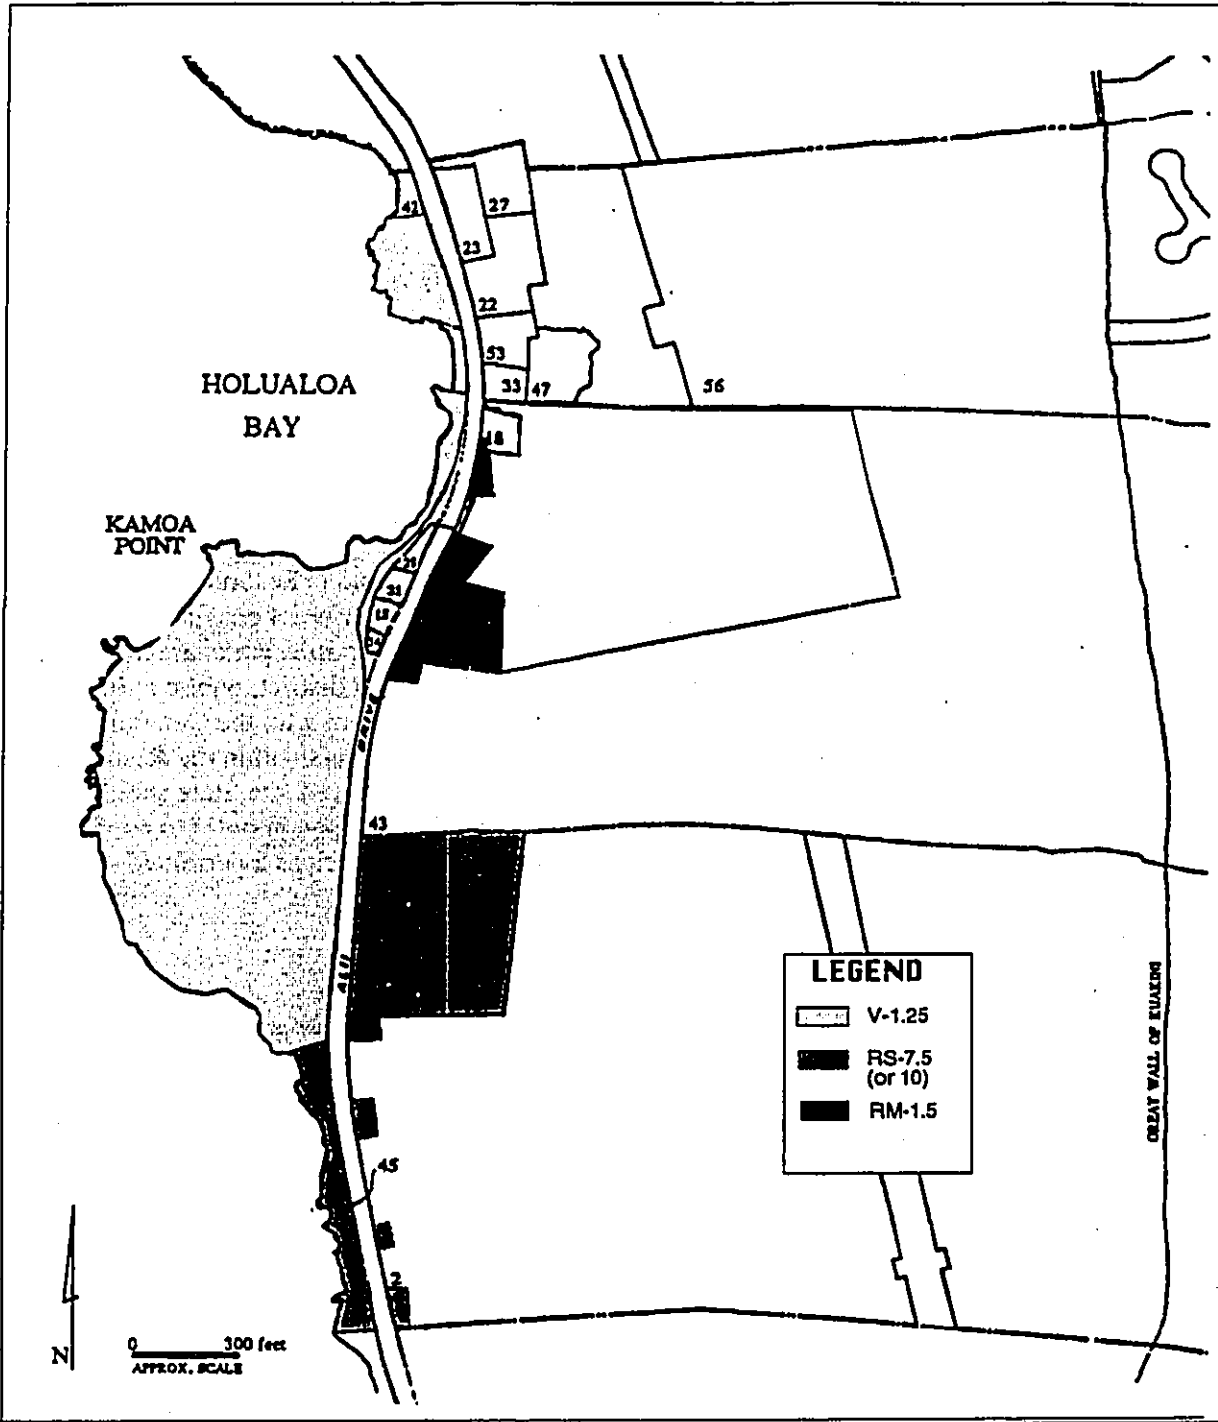 42
27
23
22
53
33
47
56
HOLUALOA
BAY
18
KAMOA
POINT
21
15
DRIVE
43
ALII
LEGEND
V-1.25
RS-7.5
(or 10)
RM-1.5
GREAT WALL OF KUAKINI
45
2
0 300 feet
APPROX. SCALE
N